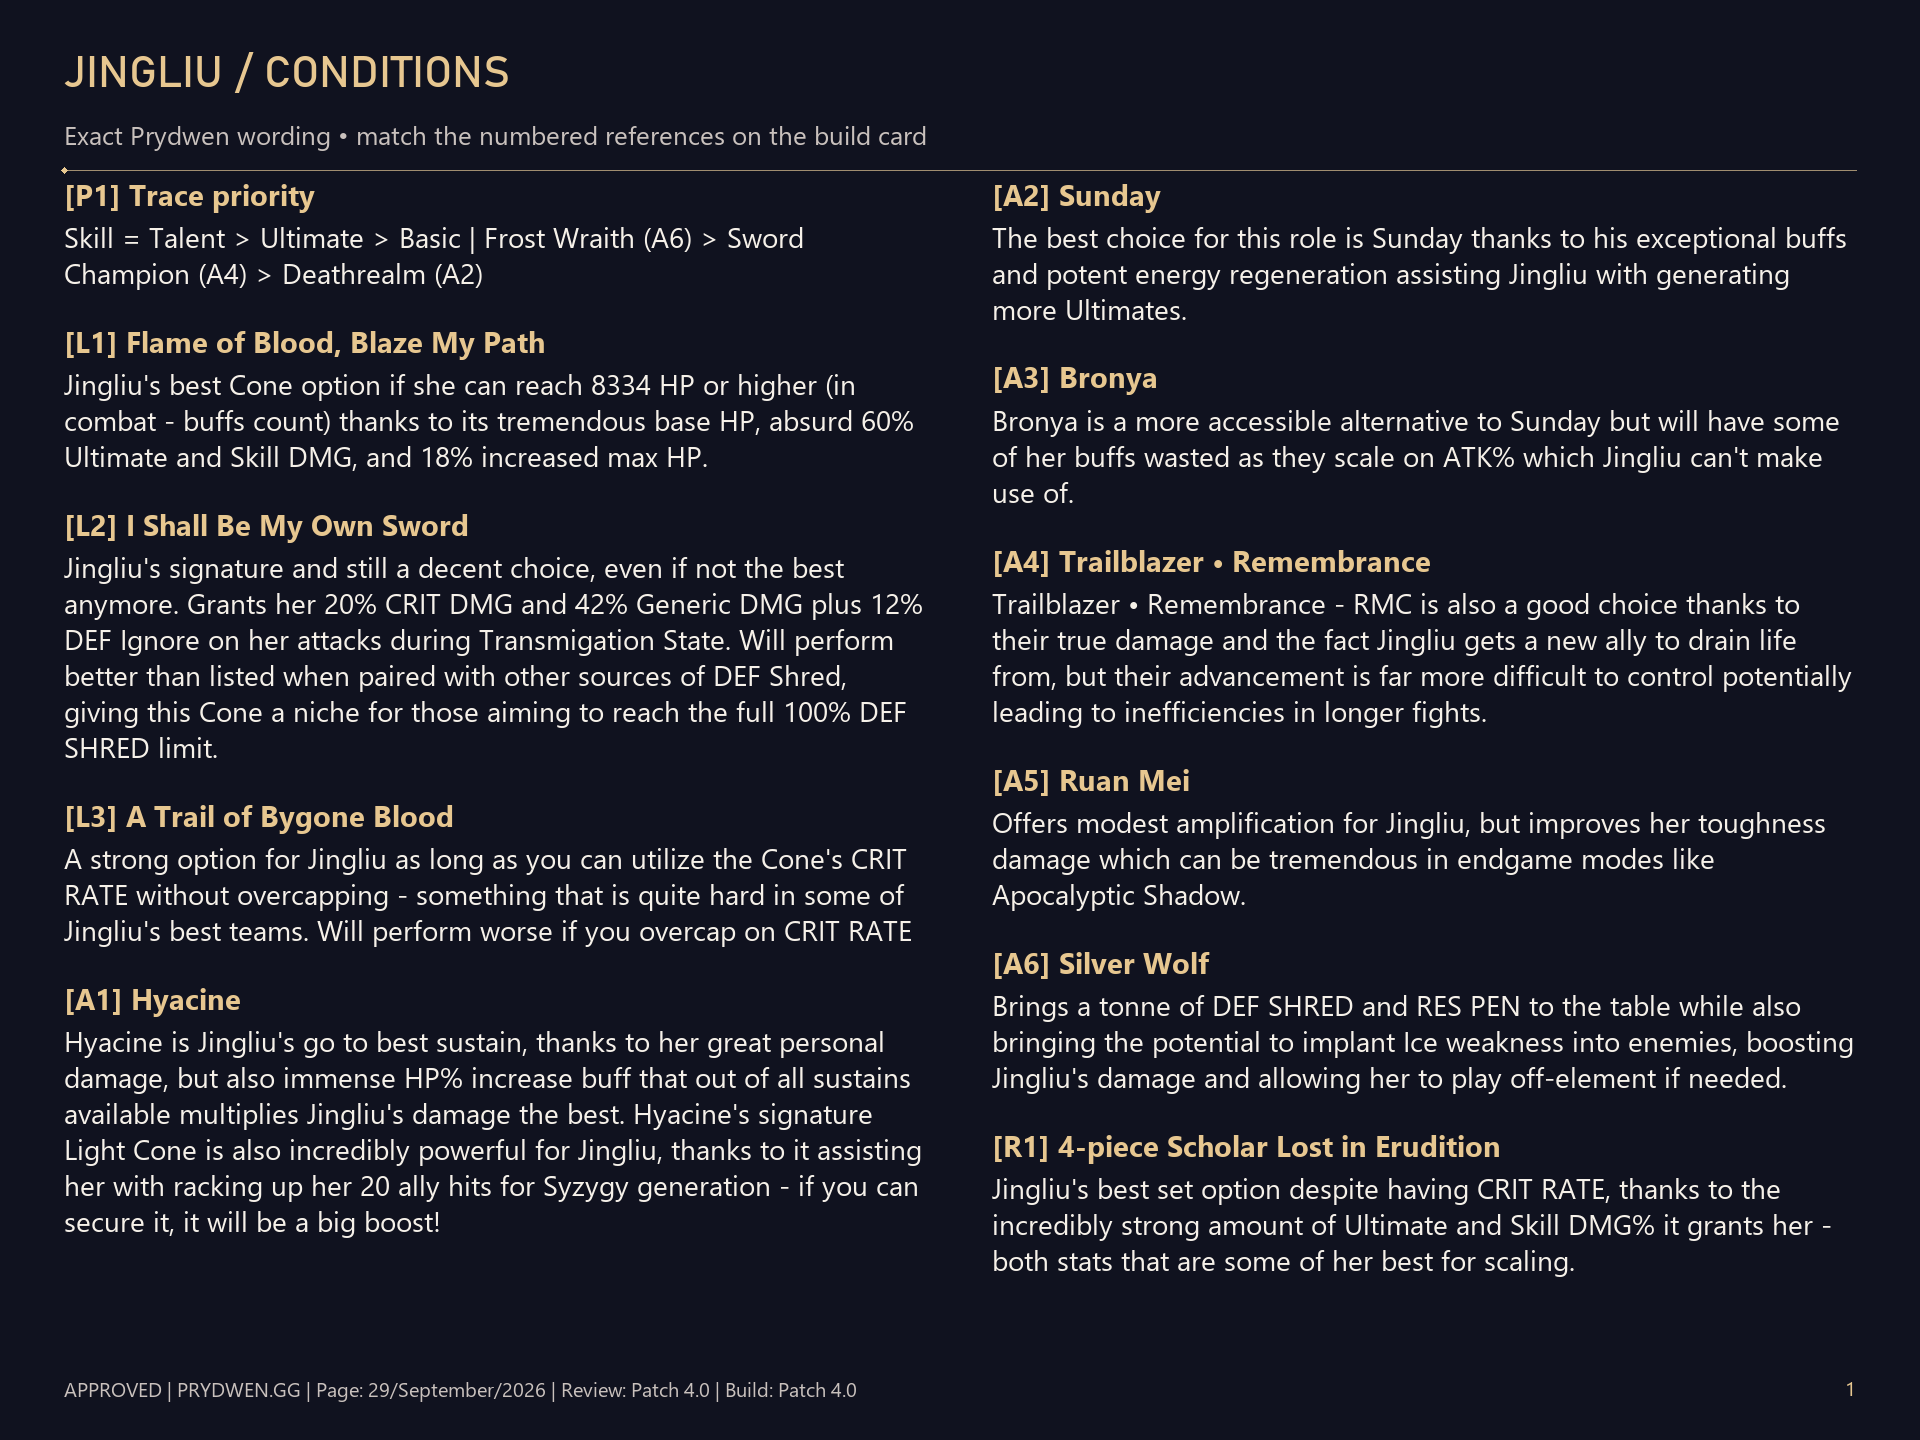 JINGLIU / CONDITIONS
Exact Prydwen wording • match the numbered references on the build card
[P1] Trace priority
Skill = Talent > Ultimate > Basic | Frost Wraith (A6) > Sword
Champion (A4) > Deathrealm (A2)
[L1] Flame of Blood, Blaze My Path
Jingliu's best Cone option if she can reach 8334 HP or higher (in
combat - buffs count) thanks to its tremendous base HP, absurd 60%
Ultimate and Skill DMG, and 18% increased max HP.
[L2] I Shall Be My Own Sword
Jingliu's signature and still a decent choice, even if not the best
anymore. Grants her 20% CRIT DMG and 42% Generic DMG plus 12%
DEF Ignore on her attacks during Transmigation State. Will perform
better than listed when paired with other sources of DEF Shred,
giving this Cone a niche for those aiming to reach the full 100% DEF
SHRED limit.
[L3] A Trail of Bygone Blood
A strong option for Jingliu as long as you can utilize the Cone's CRIT
RATE without overcapping - something that is quite hard in some of
Jingliu's best teams. Will perform worse if you overcap on CRIT RATE
[A1] Hyacine
Hyacine is Jingliu's go to best sustain, thanks to her great personal
damage, but also immense HP% increase buff that out of all sustains
available multiplies Jingliu's damage the best. Hyacine's signature
Light Cone is also incredibly powerful for Jingliu, thanks to it assisting
her with racking up her 20 ally hits for Syzygy generation - if you can
secure it, it will be a big boost!
[A2] Sunday
The best choice for this role is Sunday thanks to his exceptional buffs
and potent energy regeneration assisting Jingliu with generating
more Ultimates.
[A3] Bronya
Bronya is a more accessible alternative to Sunday but will have some
of her buffs wasted as they scale on ATK% which Jingliu can't make
use of.
[A4] Trailblazer • Remembrance
Trailblazer • Remembrance - RMC is also a good choice thanks to
their true damage and the fact Jingliu gets a new ally to drain life
from, but their advancement is far more difficult to control potentially
leading to inefficiencies in longer fights.
[A5] Ruan Mei
Offers modest amplification for Jingliu, but improves her toughness
damage which can be tremendous in endgame modes like
Apocalyptic Shadow.
[A6] Silver Wolf
Brings a tonne of DEF SHRED and RES PEN to the table while also
bringing the potential to implant Ice weakness into enemies, boosting
Jingliu's damage and allowing her to play off-element if needed.
[R1] 4-piece Scholar Lost in Erudition
Jingliu's best set option despite having CRIT RATE, thanks to the
incredibly strong amount of Ultimate and Skill DMG% it grants her -
both stats that are some of her best for scaling.
APPROVED | PRYDWEN.GG | Page: 29/September/2026 | Review: Patch 4.0 | Build: Patch 4.0
1